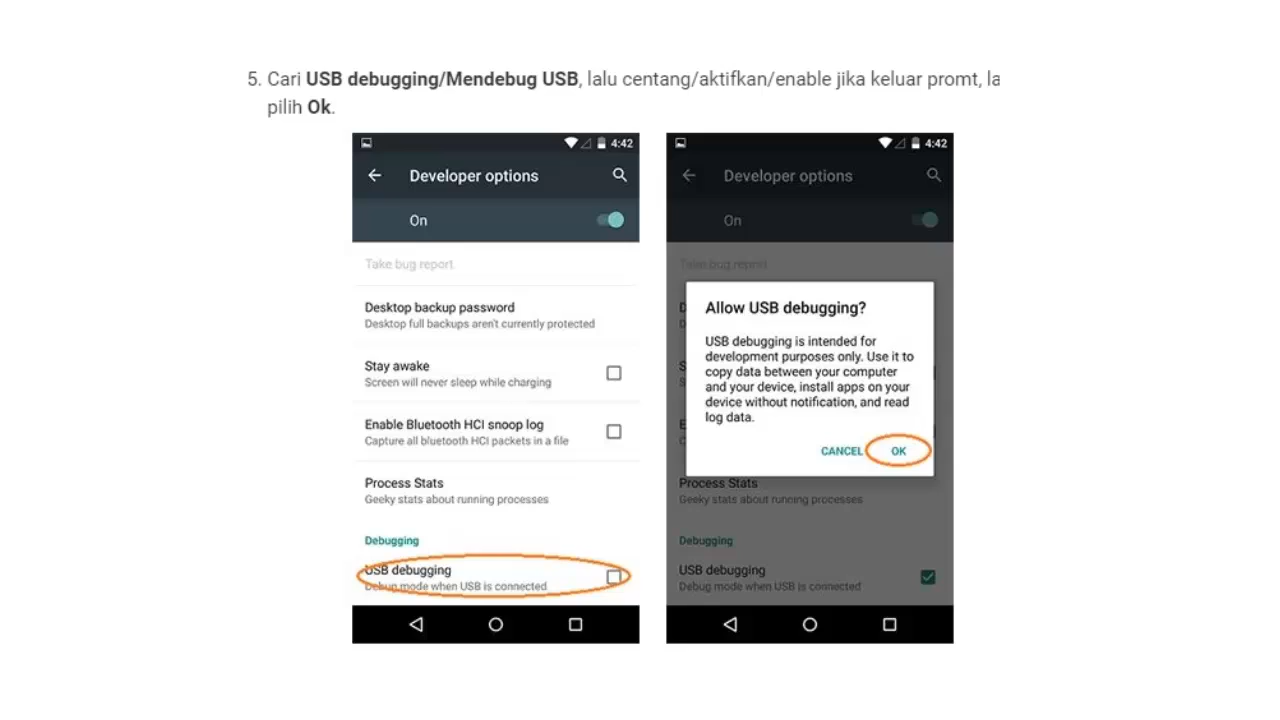 5. Cari USB debugging/Mendebug USB, lalu centang/aktifkan/enable jika keluar promt, la
pilih Ok.
4:42
Developer options
On
Take bug report
Desktop backup password
Desktop full backups aren't currently protected
Stay awake
Screen will never sleep while charging
Enable Bluetooth HCI snoop log
Capture all bluetooth HCI packets in a file
Process Stats
Geeky stats about running processes
Debugging
USB debugging
Debug mode when USB is connected
4:42
Developer options
On
Take bug report
Allow USB debugging?
USB debugging is intended for
development purposes only. Use it to
copy data between your computer
and your device, install apps on your
device without notification, and read
log data.
CANCEL OK
Process Stats
Geeky stats about running processes
Debugging
USB debugging
Debug mode when USB is connected